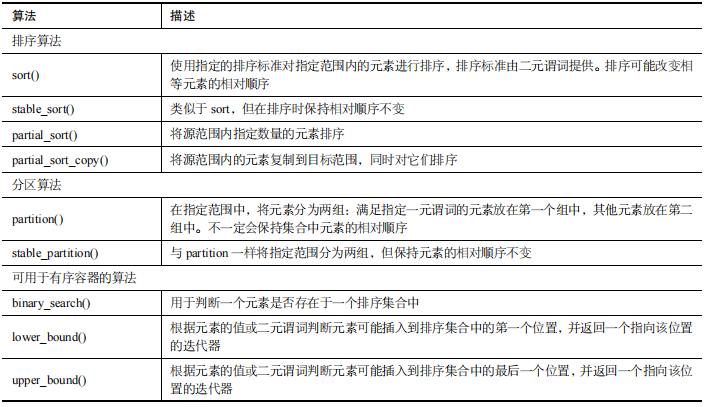 算法 描述
排序算法
sort() 使用指定的排序标准对指定范围内的元素进行排序，排序标准由二元谓词提供。排序可能改变相
等元素的相对顺序
stable_sort() 类似于 sort，但在排序时保持相对顺序不变
partial_sort() 将源范围内指定数量的元素排序
partial_sort_copy() 将源范围内的元素复制到目标范围，同时对它们排序
分区算法
partition() 在指定范围中，将元素分为两组：满足指定一元谓词的元素放在第一个组中，其他元素放在第二
组中。不一定会保持集合中元素的相对顺序
stable_partition() 与 partition 一样将指定范围分为两组，但保持元素的相对顺序不变
可用于有序容器的算法
binary_search() 用于判断一个元素是否存在于一个排序集合中
lower_bound() 根据元素的值或二元谓词判断元素可能插入到排序集合中的第一个位置，并返回一个指向该位置
的迭代器
upper_bound() 根据元素的值或二元谓词判断元素可能插入到排序集合中的最后一个位置，并返回一个指向该位
置的迭代器